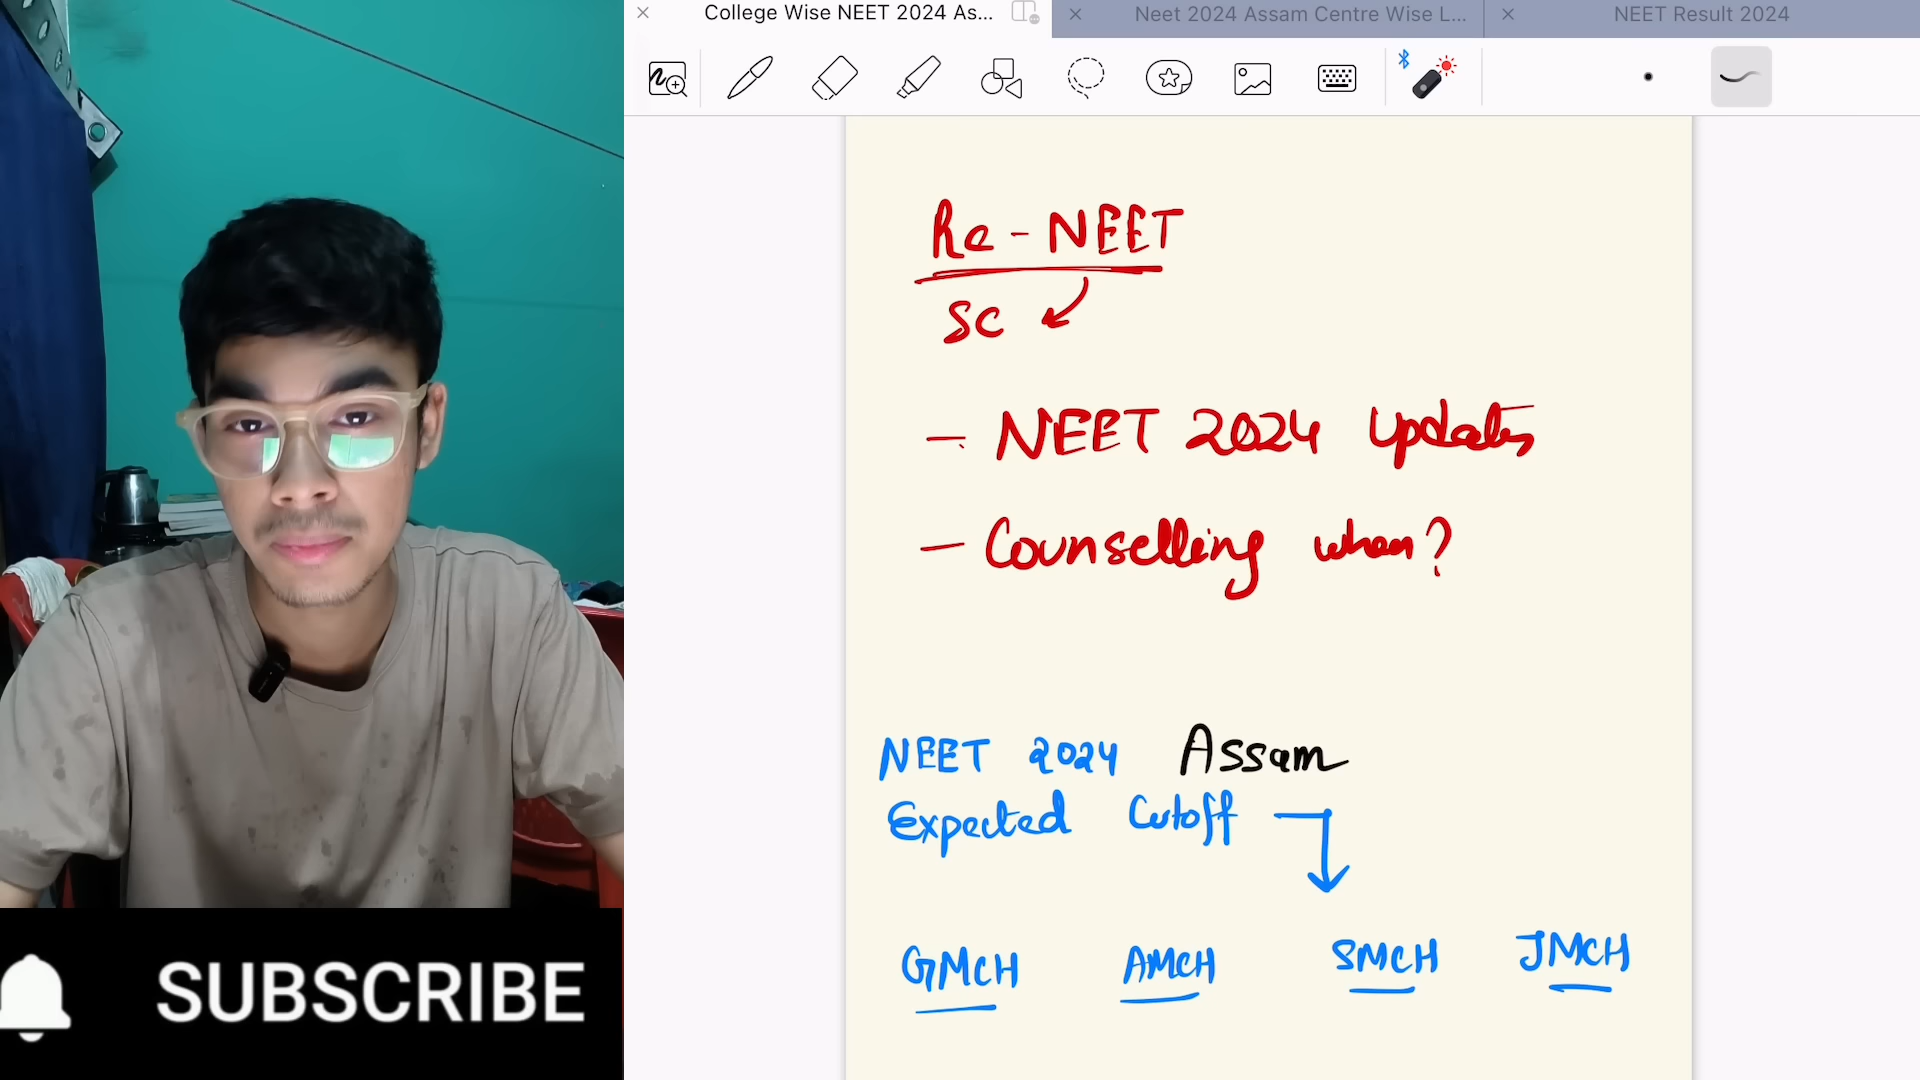 College Wise NEET 2024 As...
Neet 2024 Assam Centre Wise L...
NEET Result 2024
Re - NEET
SC
- NEET 2024 Updates
- Counselling when?
NEET 2024 Assam
Expected Cutoff
GMCH AMCH SMCH JMCH
SUBSCRIBE